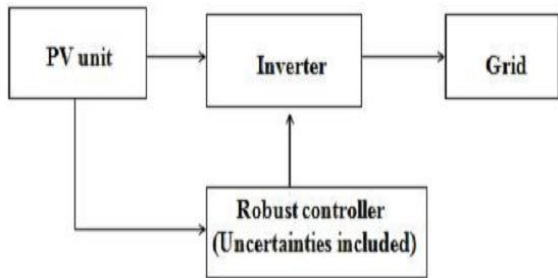 PV unit
Inverter
Grid
Robust controller
(Uncertainties included)